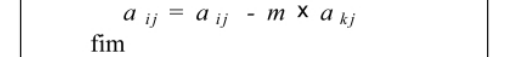 a ij = a ij - m x a kj
fim